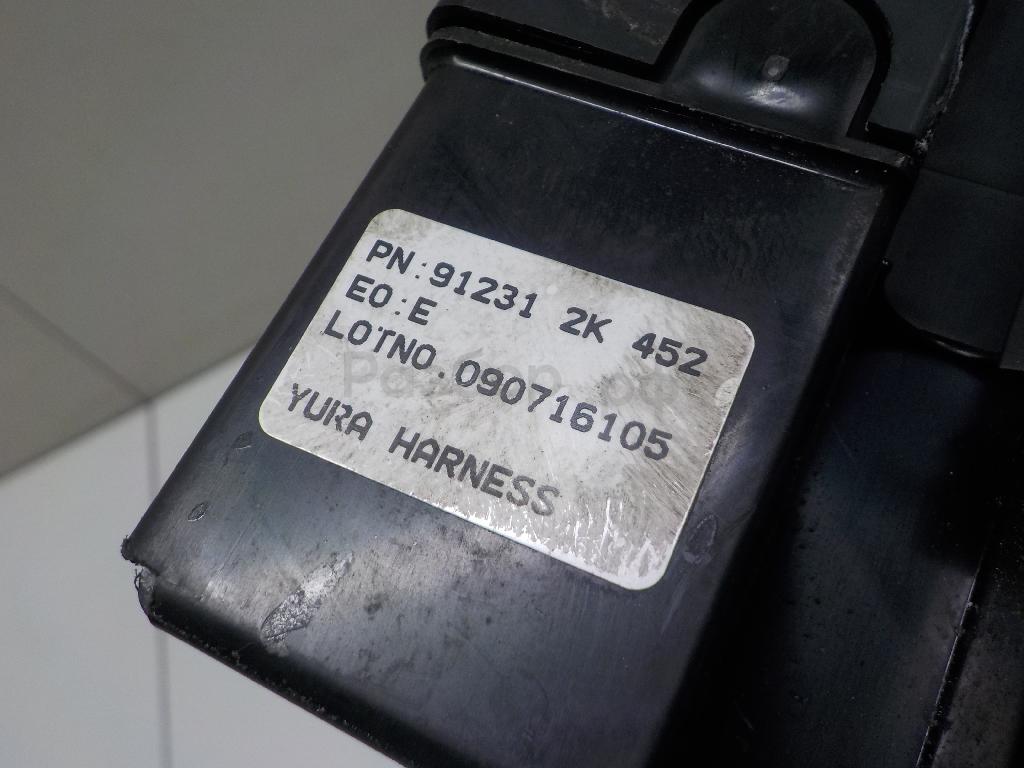 PN:91231 2K 452
EO:E
LOTNO.090716105
YURA HARNESS